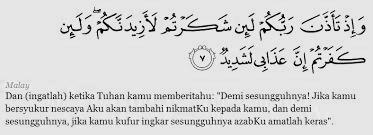 وَإِذْ تَأَذَّنَ رَبُّكُمْ لَئِن شَكَرْتُمْ لَأَزِيدَنَّكُمْ ۖ وَلَئِن
كَفَرْتُمْ إِنَّ عَذَابِي لَشَدِيدٌ ٧
Malay
Dan (ingatlah) ketika Tuhan kamu memberitahu: "Demi sesungguhnya! Jika kamu
bersyukur nescaya Aku akan tambahi nikmatKu kepada kamu, dan demi
sesungguhnya, jika kamu kufur ingkar sesungguhnya azabKu amatlah keras".